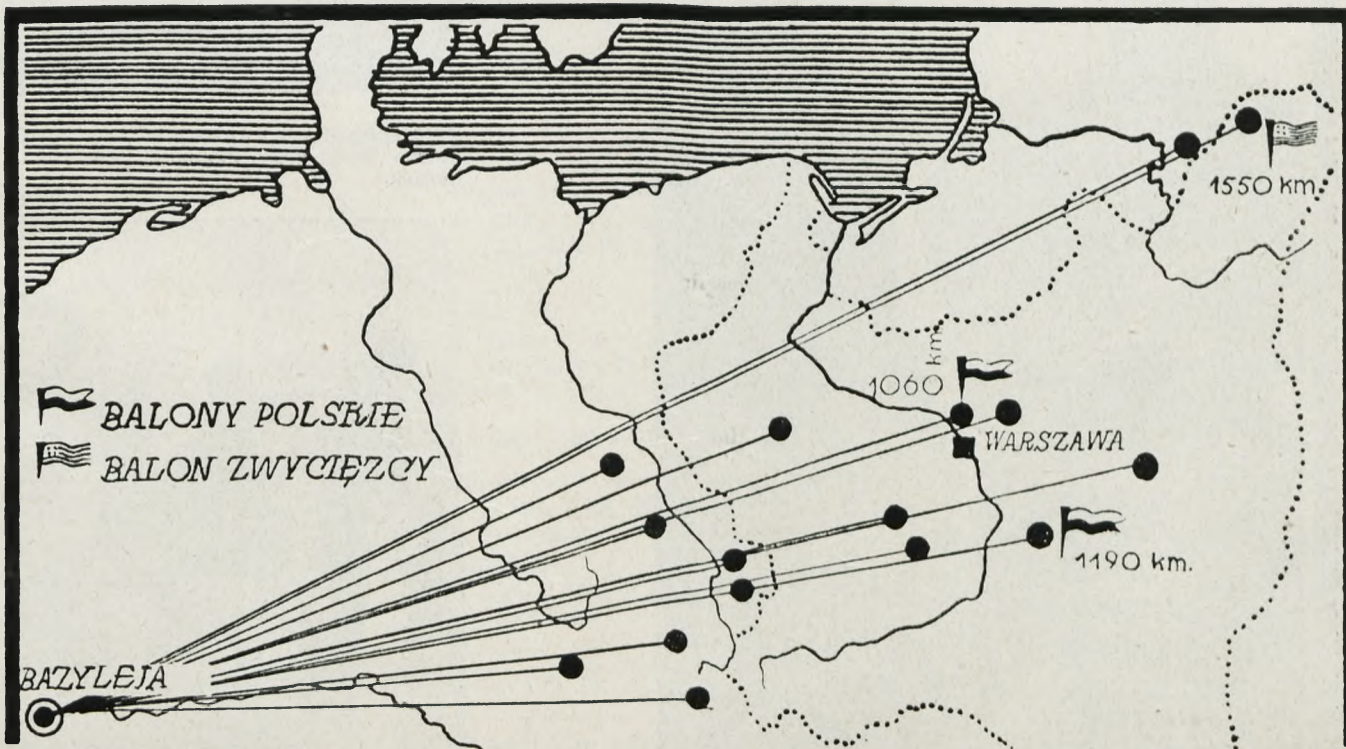 1550 km.
1060 km.
BALONY POLSKIE
WARSZAWA
BALON ZWYCIĘZCY
1190 km.
BAZYLEJA